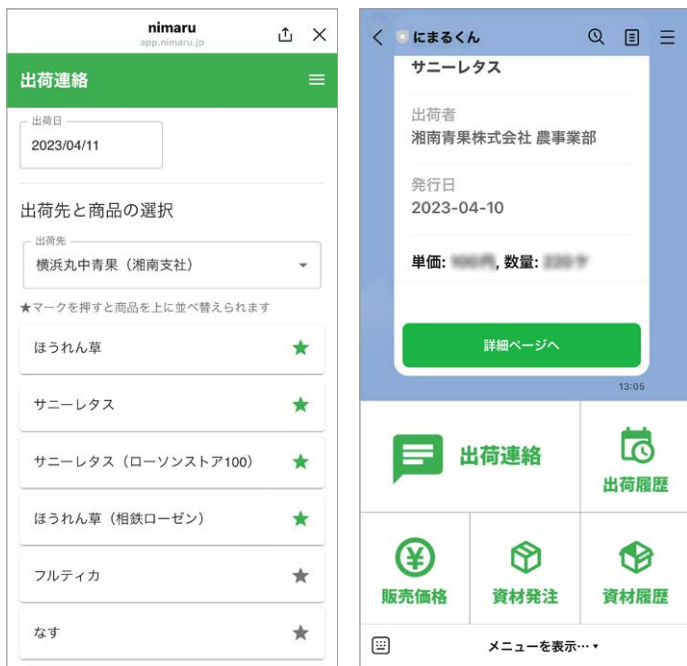 nimaru
app.nimaru.jp
出荷連絡
出荷日
2023/04/11
出荷先と商品の選択
出荷先
横浜丸中青果（湘南支社）
★マークを押すと商品を上に並べ替えられます
ほうれん草
サニーレタス
サニーレタス（ローソンストア100）
ほうれん草（相鉄ローゼン）
フルティカ
なす
にまるくん
サニーレタス
出荷者
湘南青果株式会社 農事業部
発行日
2023-04-10
単価: , 数量:
詳細ページへ
13:05
出荷連絡
出荷履歴
販売価格
資材発注
資材履歴
メニューを表示…▾